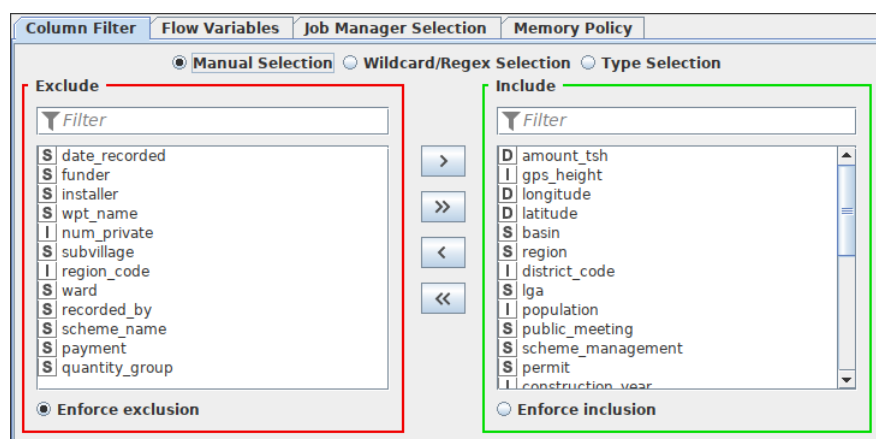 Column Filter Flow Variables Job Manager Selection Memory Policy
Manual Selection Wildcard/Regex Selection Type Selection
Exclude
Filter
S date_recorded
S funder
S installer
S wpt_name
I num_private
S subvillage
I region_code
S ward
S recorded_by
S scheme_name
S payment
S quantity_group
Enforce exclusion
>
>>
<
<<
Include
Filter
D amount_tsh
I gps_height
D longitude
D latitude
S basin
S region
I district_code
S lga
I population
S public_meeting
S scheme_management
S permit
I construction_year
Enforce inclusion